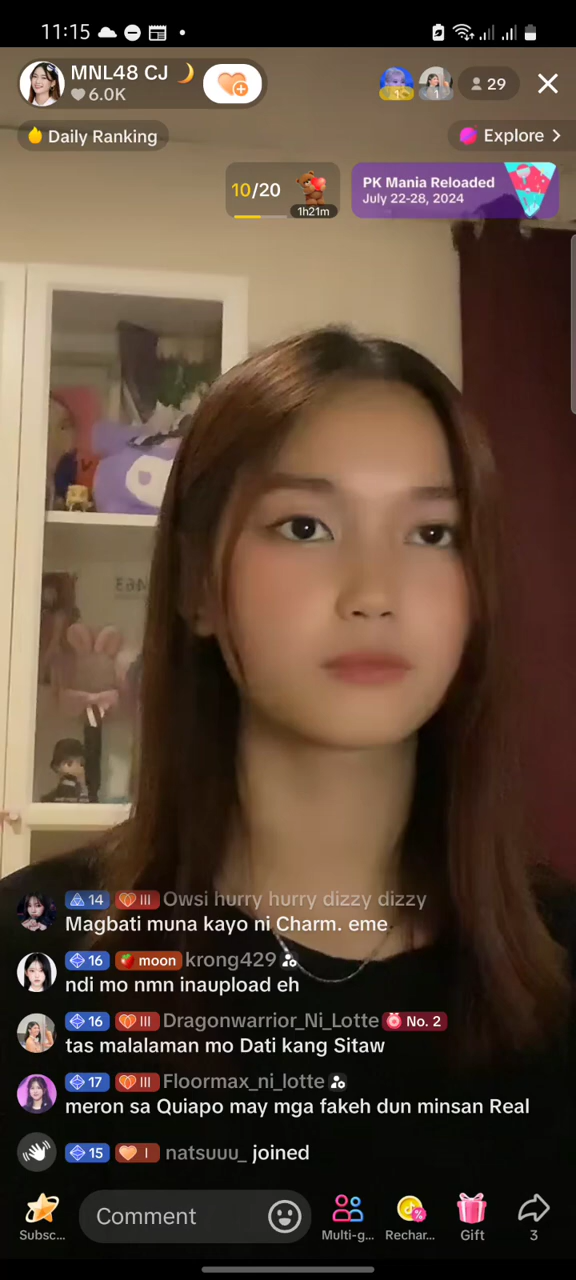 11:15
MNL48 CJ 🌙
6.0K
1
1
29
Daily Ranking
Explore >
10/20
1h21m
PK Mania Reloaded
July 22-28, 2024
14 III Owsi hurry hurry dizzy dizzy
Magbati muna kayo ni Charm. eme
16 moon krong429
ndi mo nmn inaupload eh
16 III Dragonwarrior_Ni_Lotte No. 2
tas malalaman mo Dati kang Sitaw
17 III Floormax_ni_lotte
meron sa Quiapo may mga fakeh dun minsan Real
15 I natsuuu_ joined
Comment
Subsc...
Multi-g...
Rechar...
Gift
3